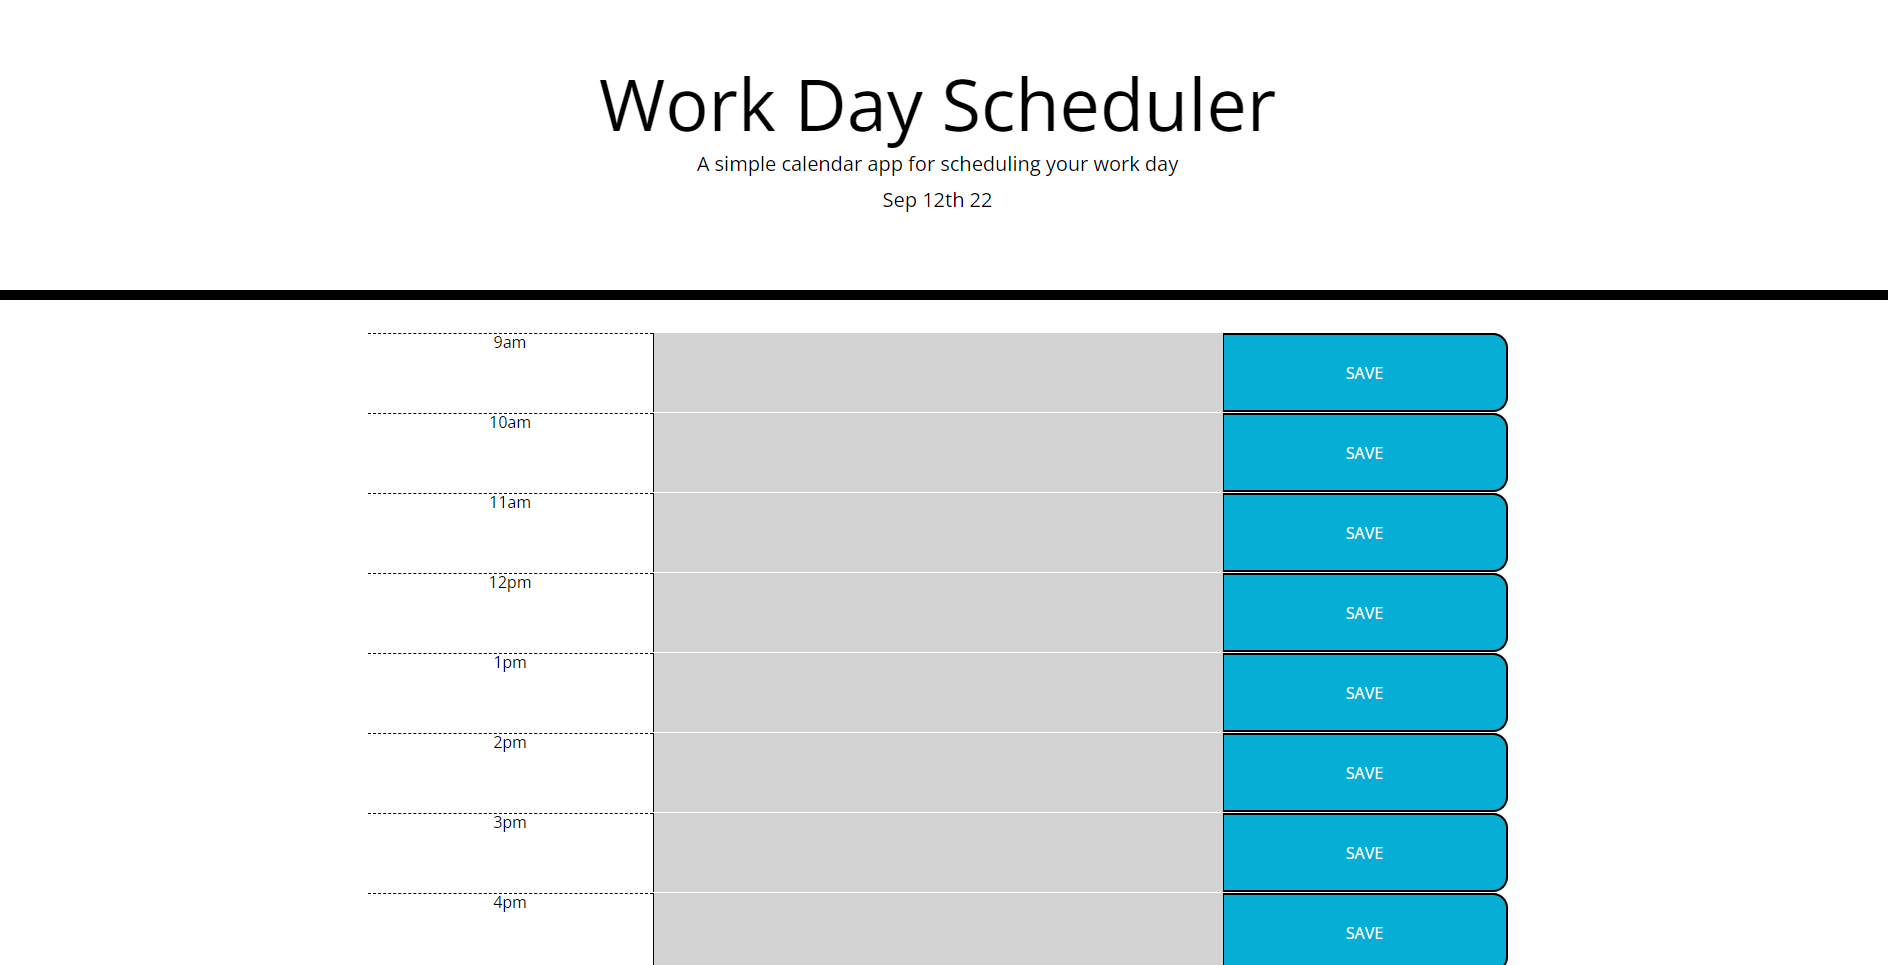 Work Day Scheduler
A simple calendar app for scheduling your work day
Sep 12th 22
9am
SAVE
10am
SAVE
11am
SAVE
12pm
SAVE
1pm
SAVE
2pm
SAVE
3pm
SAVE
4pm
SAVE